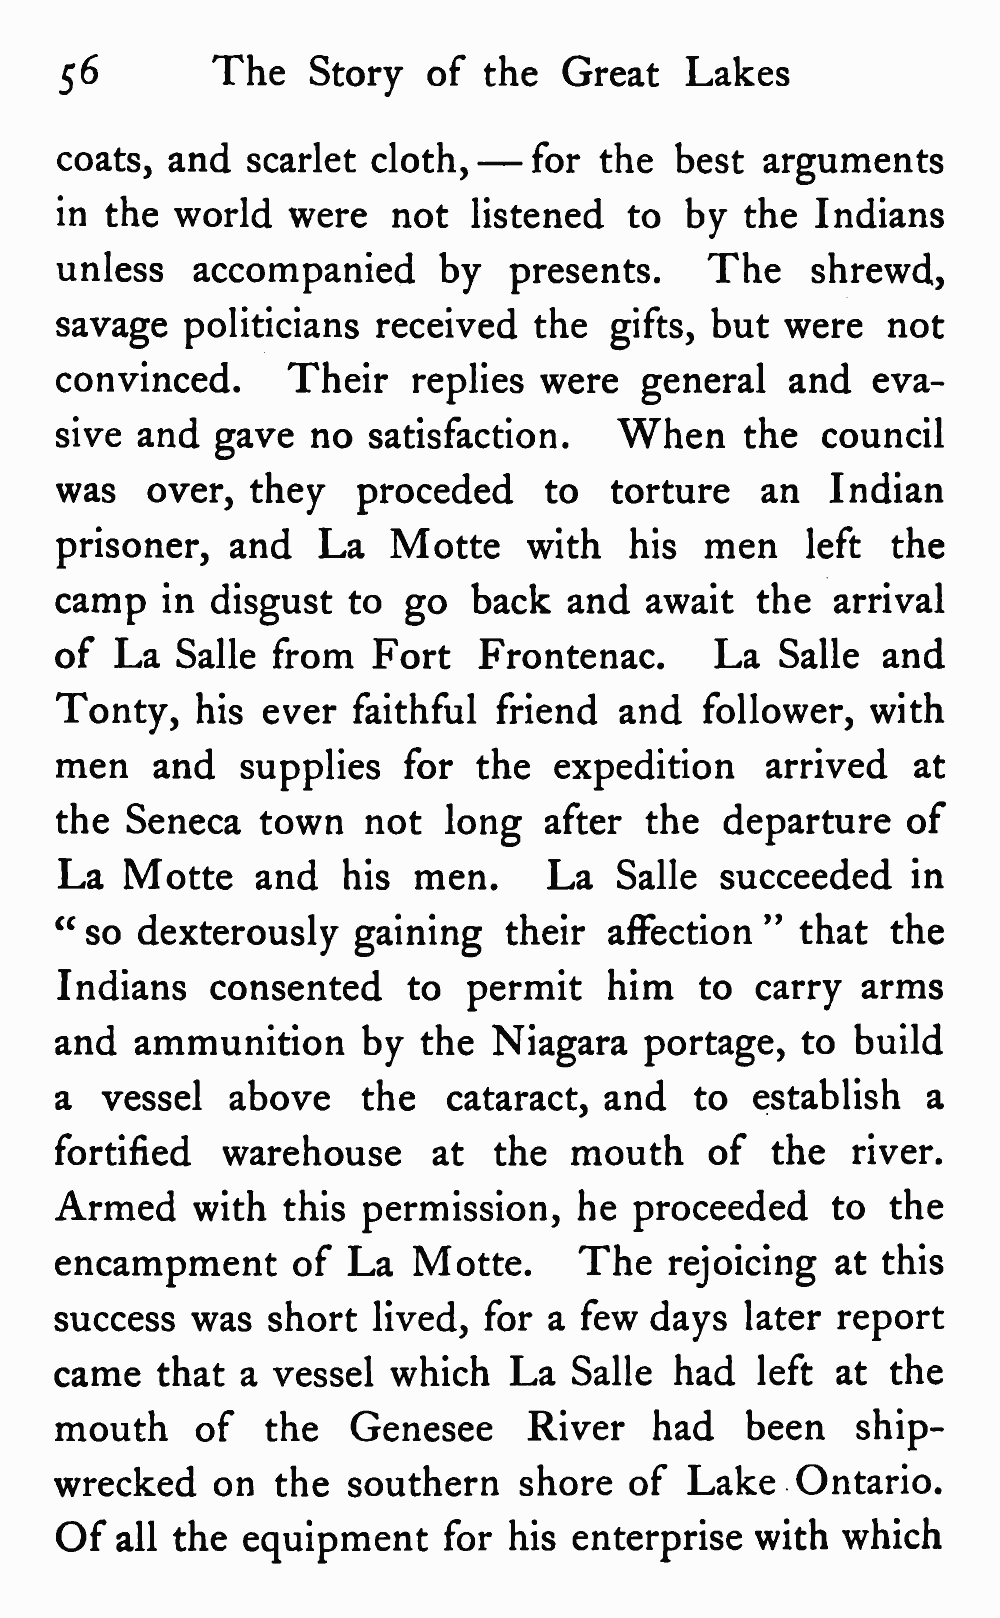 56 The Story of the Great Lakes
coats, and scarlet cloth, — for the best arguments
in the world were not listened to by the Indians
unless accompanied by presents. The shrewd,
savage politicians received the gifts, but were not
convinced. Their replies were general and eva-
sive and gave no satisfaction. When the council
was over, they proceded to torture an Indian
prisoner, and La Motte with his men left the
camp in disgust to go back and await the arrival
of La Salle from Fort Frontenac. La Salle and
Tonty, his ever faithful friend and follower, with
men and supplies for the expedition arrived at
the Seneca town not long after the departure of
La Motte and his men. La Salle succeeded in
“ so dexterously gaining their affection ” that the
Indians consented to permit him to carry arms
and ammunition by the Niagara portage, to build
a vessel above the cataract, and to establish a
fortified warehouse at the mouth of the river.
Armed with this permission, he proceeded to the
encampment of La Motte. The rejoicing at this
success was short lived, for a few days later report
came that a vessel which La Salle had left at the
mouth of the Genesee River had been ship-
wrecked on the southern shore of Lake Ontario.
Of all the equipment for his enterprise with which